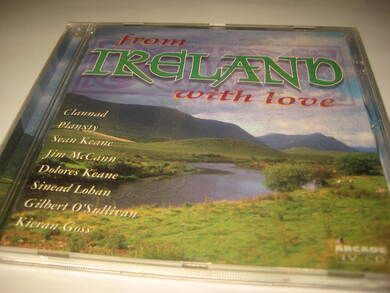 from
IRELAND
with love
Clannad
Planxty
Sean Keane
Jim McCann
Dolores Keane
Sinead Lohan
Gilbert O'Sullivan
Kieran Goss
ARCADE
TV-CD